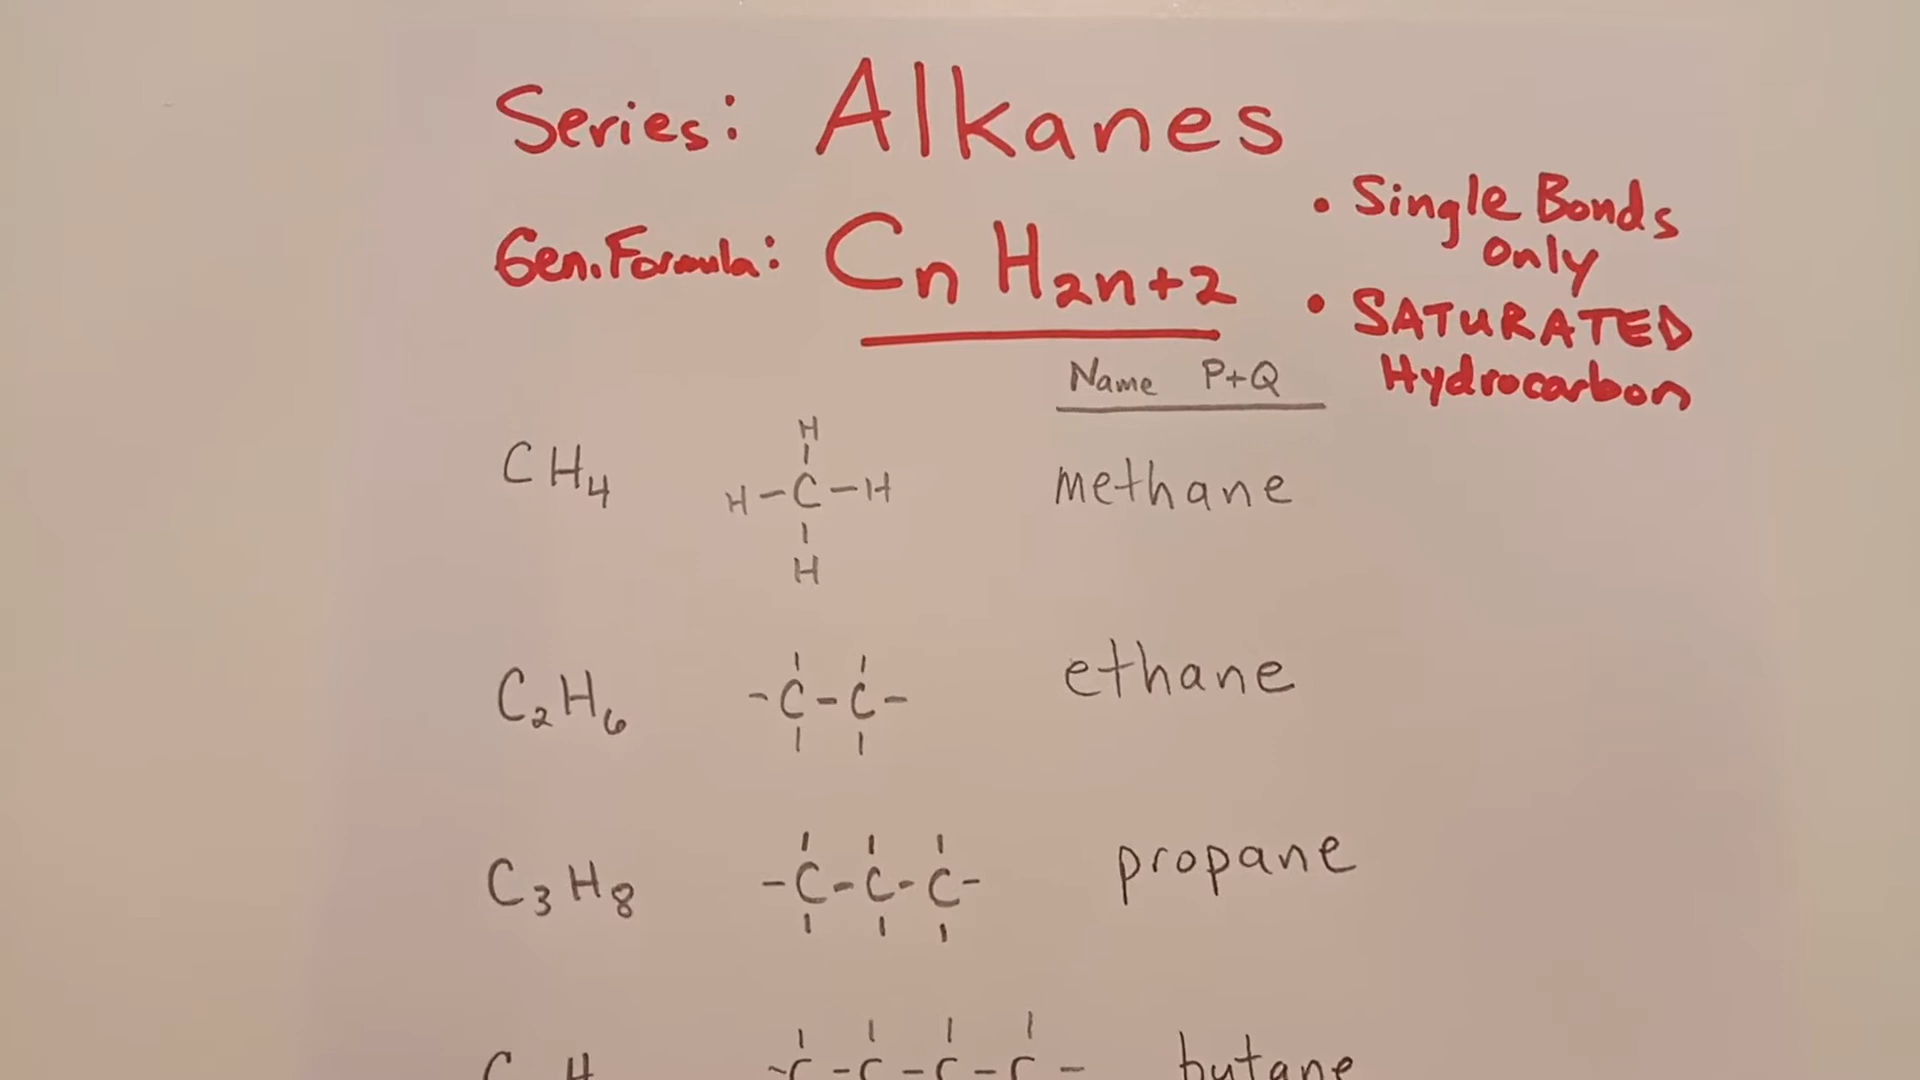 Series: Alkanes
Gen. Formula: CnH2n+2
• Single Bonds
only
• SATURATED
Hydrocarbon
Name P+Q
CH4
H
H-C-H
H
methane
C2H6
-C-C-
ethane
C3H8
-C-C-C-
propane
C H
-C-C-C-C-
butane